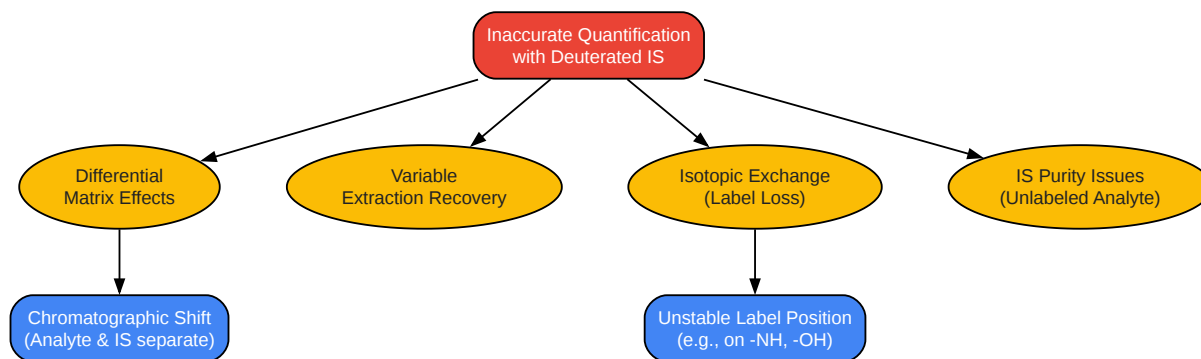 Inaccurate Quantification
with Deuterated IS
Differential
Matrix Effects
Variable
Extraction Recovery
Isotopic Exchange
(Label Loss)
IS Purity Issues
(Unlabeled Analyte)
Chromatographic Shift
(Analyte & IS separate)
Unstable Label Position
(e.g., on -NH, -OH)